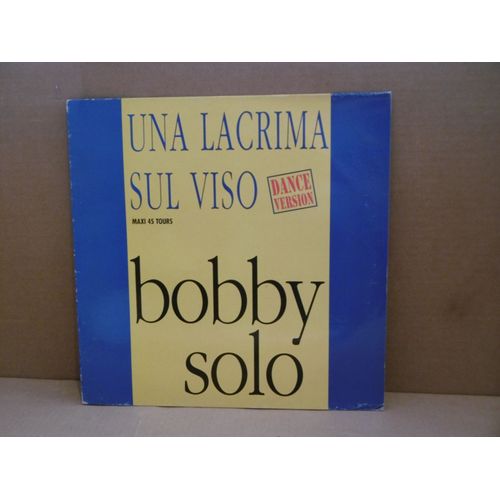 UNA LACRIMA
SUL VISO
DANCE
VERSION
MAXI 45 TOURS
bobby
solo